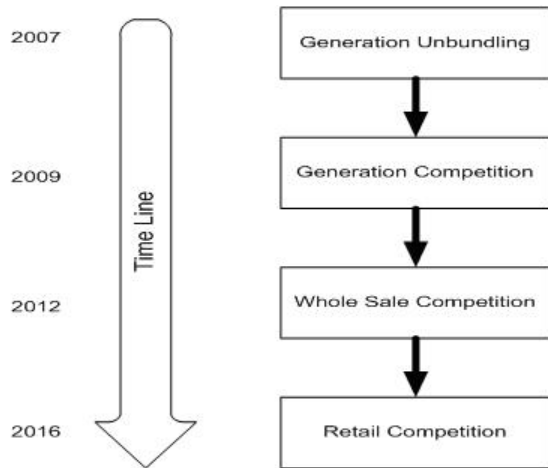 2007
Generation Unbundling
2009
Generation Competition
Time Line
2012
Whole Sale Competition
2016
Retail Competition